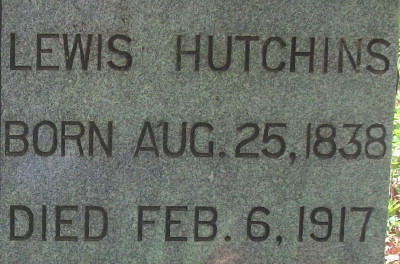 LEWIS HUTCHINS
BORN AUG. 25, 1838
DIED FEB. 6, 1917